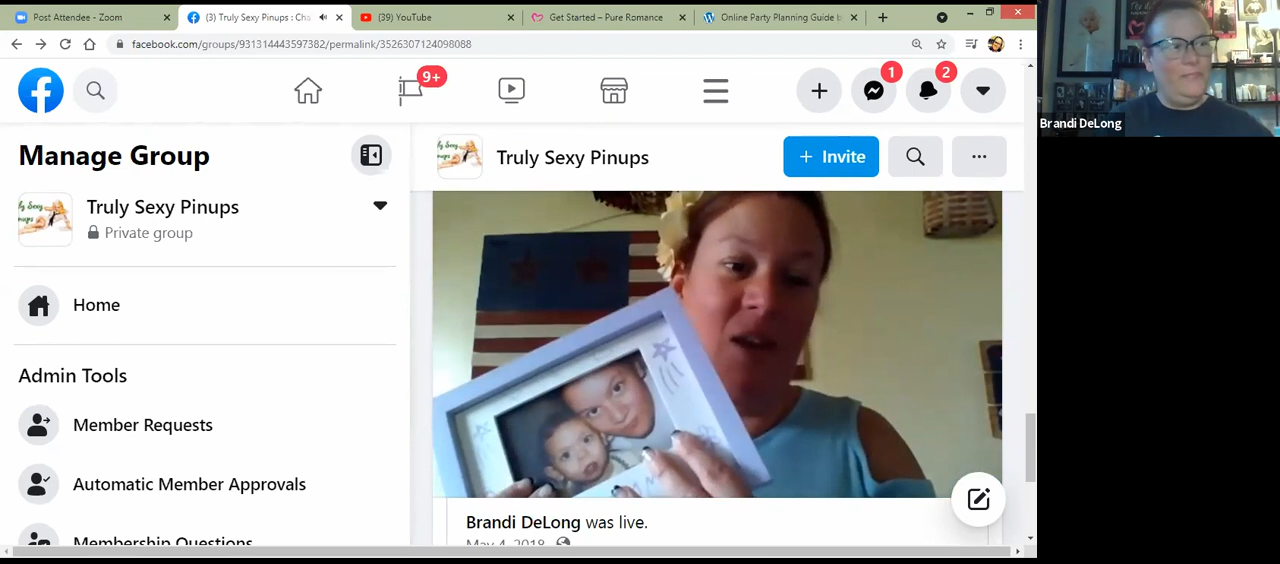 Post Attendee - Zoom
(3) Truly Sexy Pinups : Cha
(39) YouTube
Get Started – Pure Romance
Online Party Planning Guide b
facebook.com/groups/931314443597382/permalink/3526307124098088
9+
1
2
Brandi DeLong
Manage Group
Truly Sexy Pinups
+ Invite
Truly Sexy Pinups
Private group
Home
Admin Tools
Member Requests
Automatic Member Approvals
Membership Questions
Brandi DeLong was live.
May 4, 2018